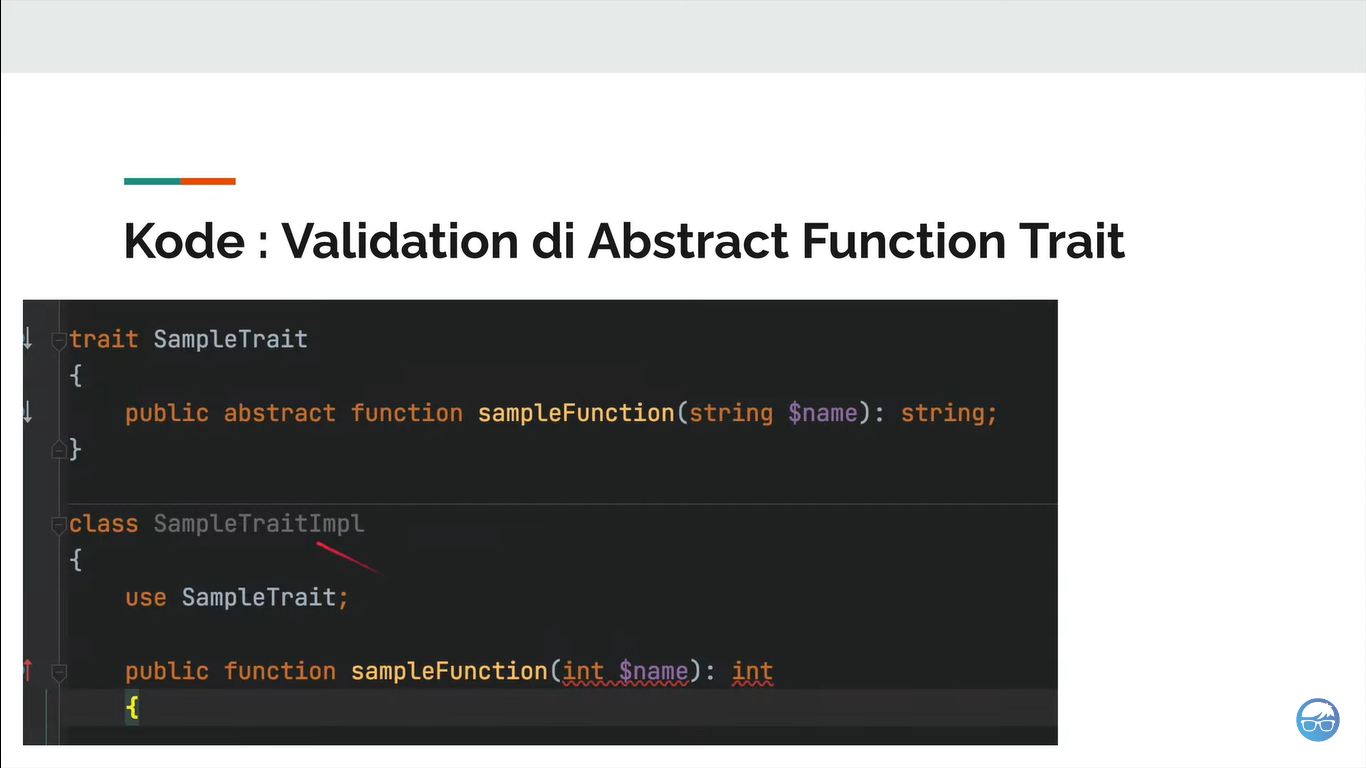 Kode : Validation di Abstract Function Trait
trait SampleTrait
{
public abstract function sampleFunction(string $name): string;
}
class SampleTraitImpl
{
use SampleTrait;
public function sampleFunction(int $name): int
{